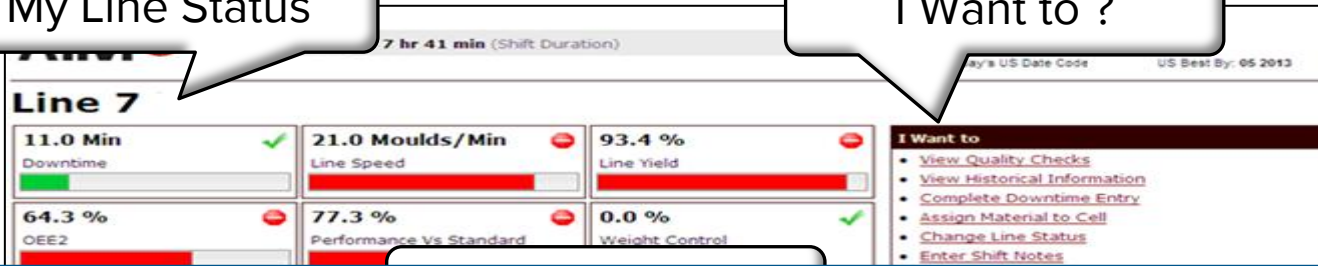 My Line Status
I Want to ?
7 hr 41 min (Shift Duration)
US Date Code
US Best By: 05 2013
Line 7
11.0 Min
Downtime
21.0 Moulds/Min
Line Speed
93.4 %
Line Yield
64.3 %
OEE2
77.3 %
Performance Vs Standard
0.0 %
Weight Control
I Want to
• View Quality Checks
• View Historical Information
• Complete Downtime Entry
• Assign Material to Cell
• Change Line Status
• Enter Shift Notes